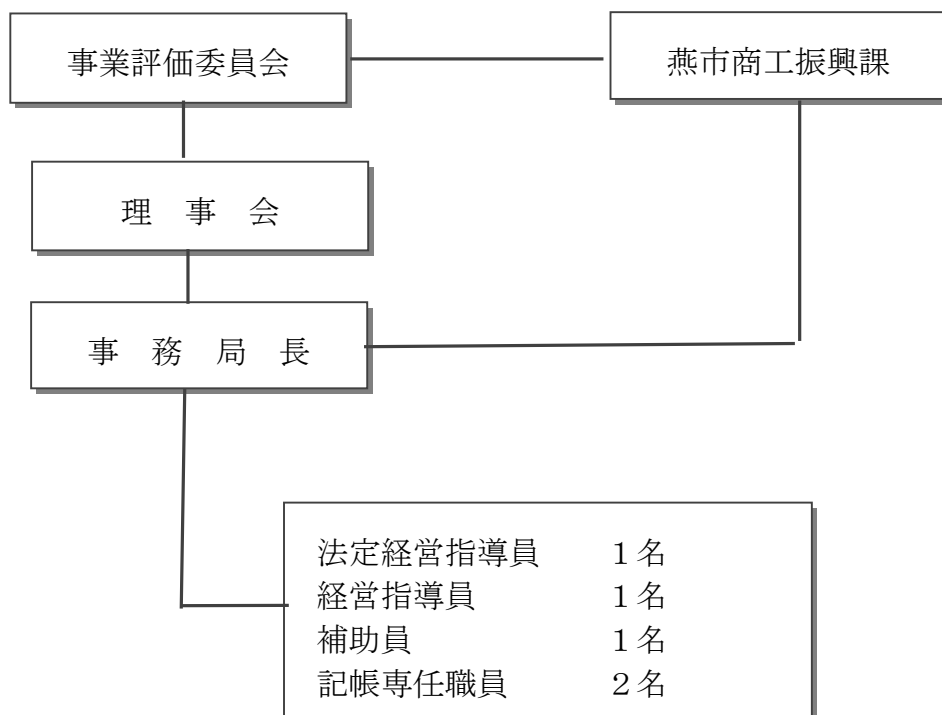 事業評価委員会
燕市商工振興課
理　事　会
事　務　局　長
法定経営指導員　　１名
経営指導員　　　　１名
補助員　　　　　　１名
記帳専任職員　　　２名